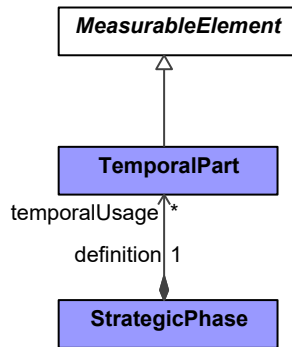 MeasurableElement
TemporalPart
temporalUsage *
definition 1
StrategicPhase